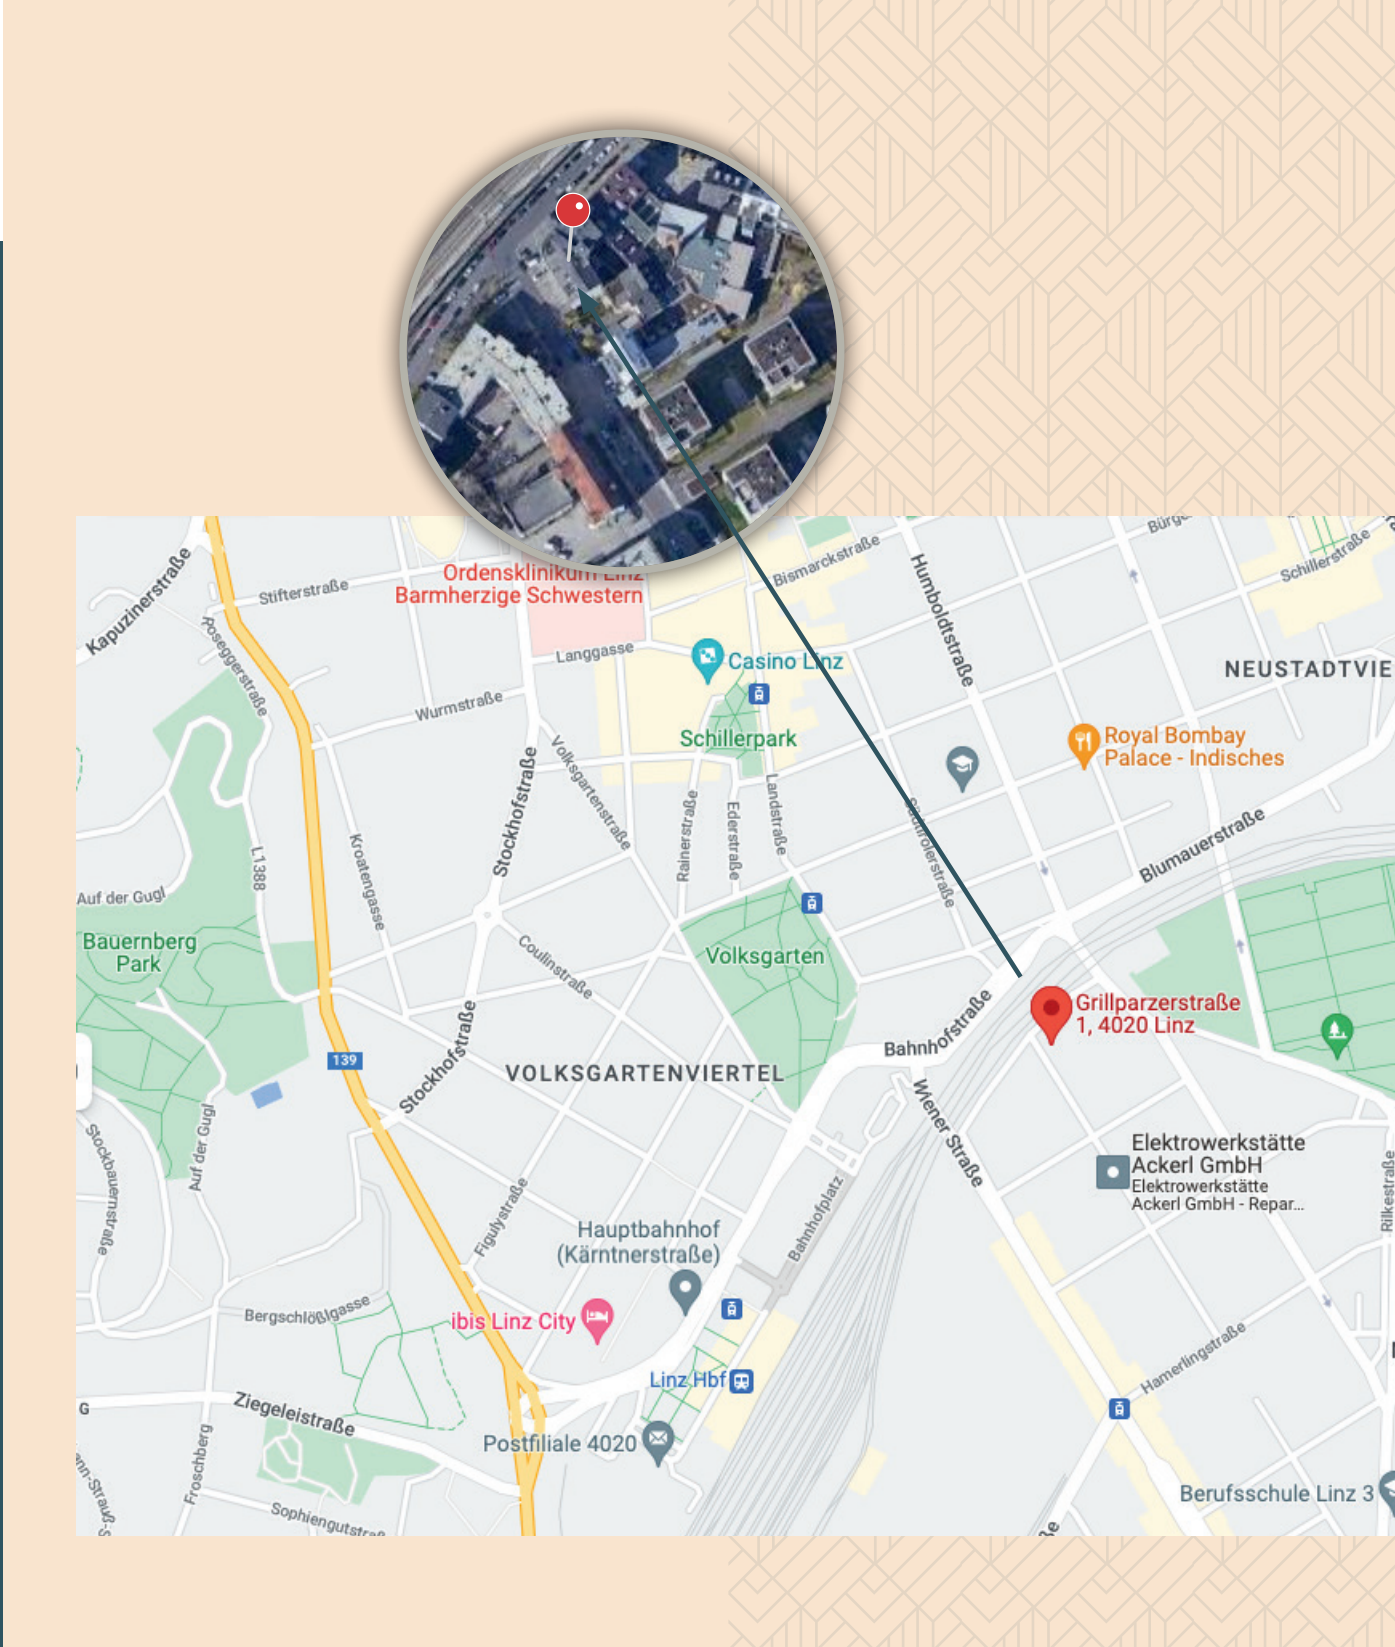 Ordensklinikum Linz
Barmherzige Schwestern
Kapuzinerstraße
Stifterstraße
Roseggerstraße
Langgasse
Wurmstraße
Bismarckstraße
Humboldtstraße
Schillerstraße
Casino Linz
NEUSTADTVIE
Schillerpark
Royal Bombay
Palace - Indisches
Stockhofstraße
Volksgartenstraße
Rainerstraße
Ederstraße
Landstraße
Südtirolerstraße
Blumauerstraße
Kroatengasse
L1388
Auf der Gugl
Bauernberg
Park
Coulinstraße
Volksgarten
Grillparzerstraße
1, 4020 Linz
Bahnhofstraße
Stockhofstraße
139
VOLKSGARTENVIERTEL
Wiener Straße
Auf der Gugl
Stockbauernstraße
Elektrowerkstätte
Ackerl GmbH
Elektrowerkstätte
Ackerl GmbH - Repar...
Rilkestraße
Figulystraße
Bahnhofplatz
Hauptbahnhof
(Kärntnerstraße)
Bergschlößlgasse
ibis Linz City
Linz Hbf
Hamerlingstraße
G
Ziegeleistraße
Froschberg
Postfiliale 4020
Sophiengutstraß
Berufsschule Linz 3